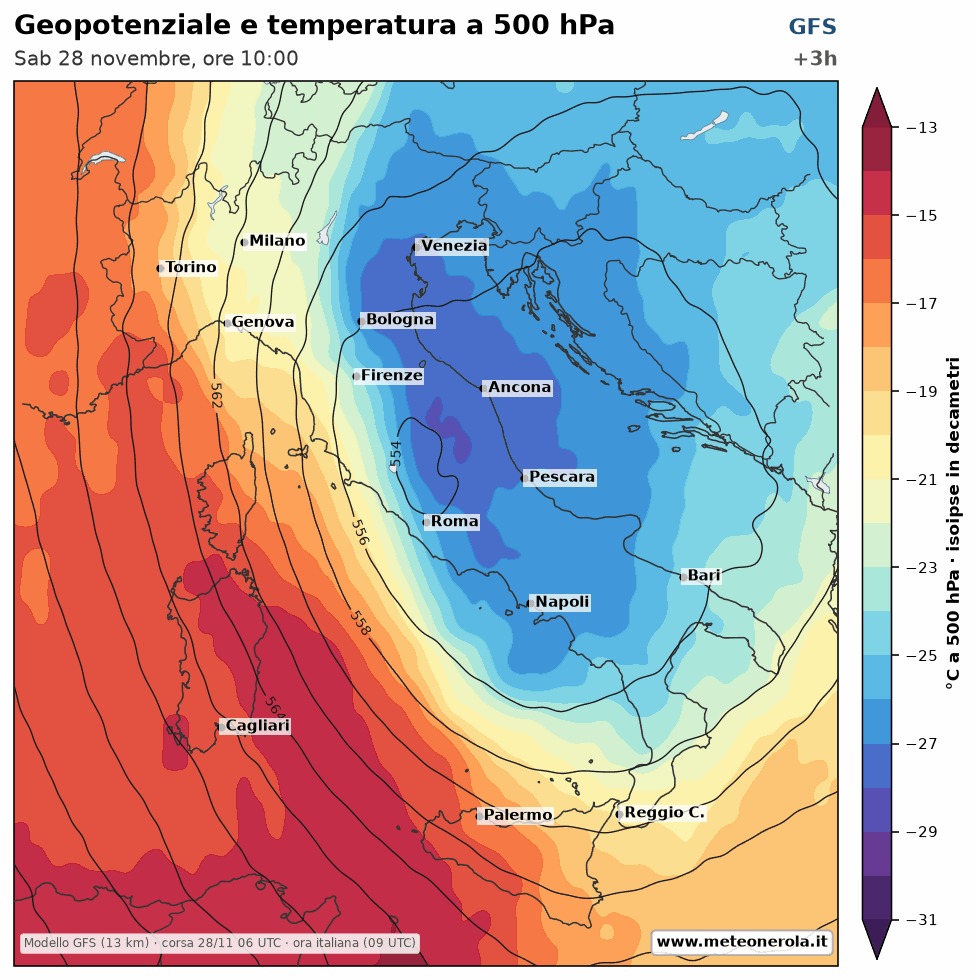 Geopotenziale e temperatura a 500 hPa
GFS
Sab 28 novembre, ore 10:00
+3h
Milano
Venezia
Torino
Bologna
Genova
Firenze
Ancona
562
554
Pescara
Roma
556
Bari
Napoli
558
564
Cagliari
Palermo
Reggio C.
Modello GFS (13 km) · corsa 28/11 06 UTC · ora italiana (09 UTC)
www.meteonerola.it
−13
−15
−17
−19
−21
−23
−25
−27
−29
−31
°C a 500 hPa · isoipse in decametri